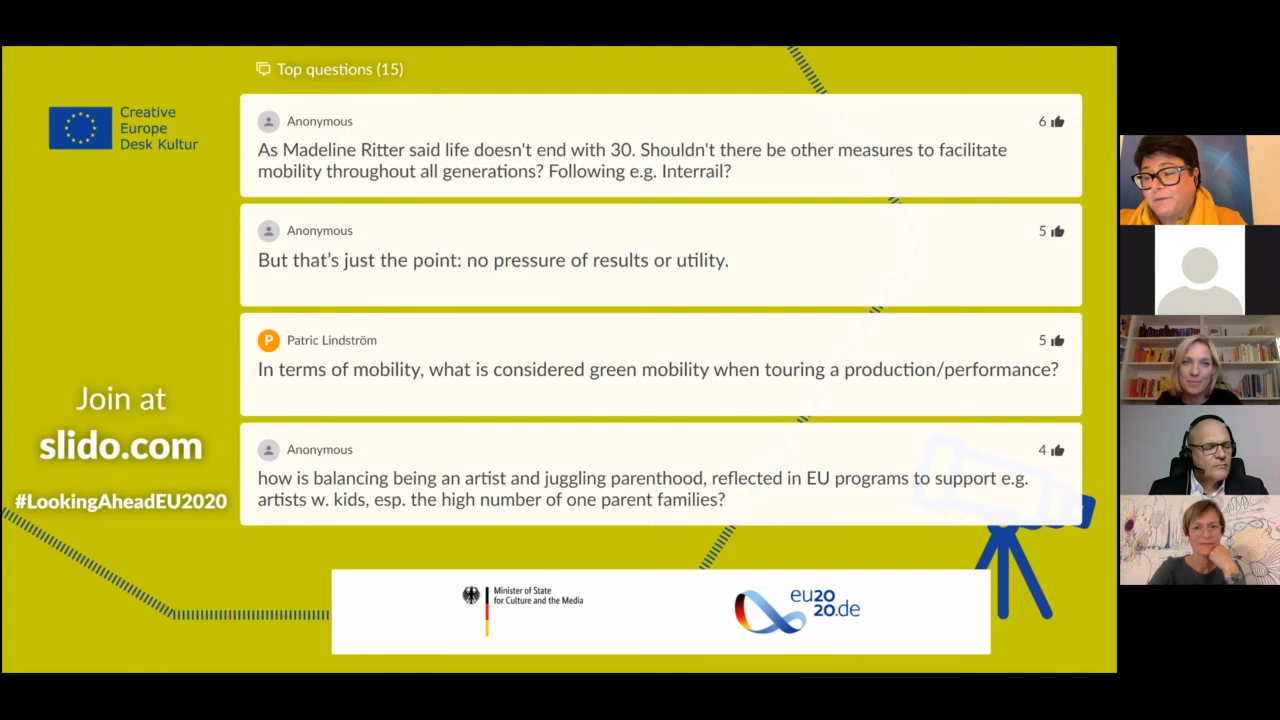 Top questions (15)
Creative
Europe
Desk Kultur
Anonymous
6
As Madeline Ritter said life doesn't end with 30. Shouldn't there be other measures to facilitate
mobility throughout all generations? Following e.g. Interrail?
Anonymous
5
But that's just the point: no pressure of results or utility.
P
Patric Lindström
5
In terms of mobility, what is considered green mobility when touring a production/performance?
Anonymous
4
how is balancing being an artist and juggling parenthood, reflected in EU programs to support e.g.
artists w. kids, esp. the high number of one parent families?
Join at
slido.com
#LookingAheadEU2020
Minister of State
for Culture and the Media
eu20
20.de